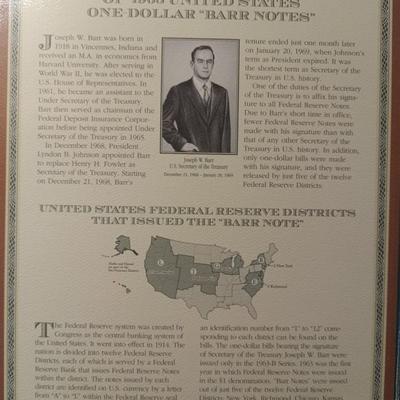 OF 1963 UNITED STATES
ONE DOLLAR "BARR NOTES"
Joseph W. Barr was born in
1918 in Vincennes, Indiana and
received an M.A. in economics from
Harvard University. After serving in
World War II, he was elected to the
U.S. House of Representatives. In
1961, he became an assistant to the
Under Secretary of the Treasury.
Barr then served as chairman of the
Federal Deposit Insurance Corpor-
ation before being appointed Under
Secretary of the Treasury in 1965.
In December 1968, President
Lyndon B. Johnson appointed Barr
to replace Henry H. Fowler as
Secretary of the Treasury. Starting
on December 21, 1968, Barr's
Joseph W. Barr
U.S. Secretary of the Treasury
December 21, 1968 - January 20, 1969
tenure ended just one month later
on January 20, 1969, when Johnson's
term as President expired. It was
the shortest term as Secretary of the
Treasury in U.S. history.
One of the duties of the Secretary
of the Treasury is to affix his signa-
ture to all Federal Reserve Notes.
Due to Barr's short time in office,
fewer Federal Reserve Notes were
made with his signature than with
that of any other Secretary of the
Treasury in U.S. history. In addition,
only one-dollar bills were made
with his signature, and they were
released by just five of the twelve
Federal Reserve Districts.
UNITED STATES FEDERAL RESERVE DISTRICTS
THAT ISSUED THE "BARR NOTE"
New York
Richmond
The Federal Reserve system was created by
Congress as the central banking system of
the United States. It went into effect in 1914. The
nation is divided into twelve Federal Reserve
Districts, each of which is served by a Federal
Reserve Bank that issues Federal Reserve Notes
within the district. The notes issued by each
district are identified on U.S. currency by a letter
from "A" to "L" within the Federal Reserve seal
an identification number from "1" to "12" corre-
sponding to each district can be found on the
bills. The one-dollar bills bearing the signature
of Secretary of the Treasury Joseph W. Barr were
issued only in the 1963-B Series. 1963 was the first
year in which Federal Reserve Notes were issued
in the $1 denomination. "Barr Notes" were issued
out of just five of the twelve Federal Reserve
Districts: New York, Richmond, Chicago, Kansas